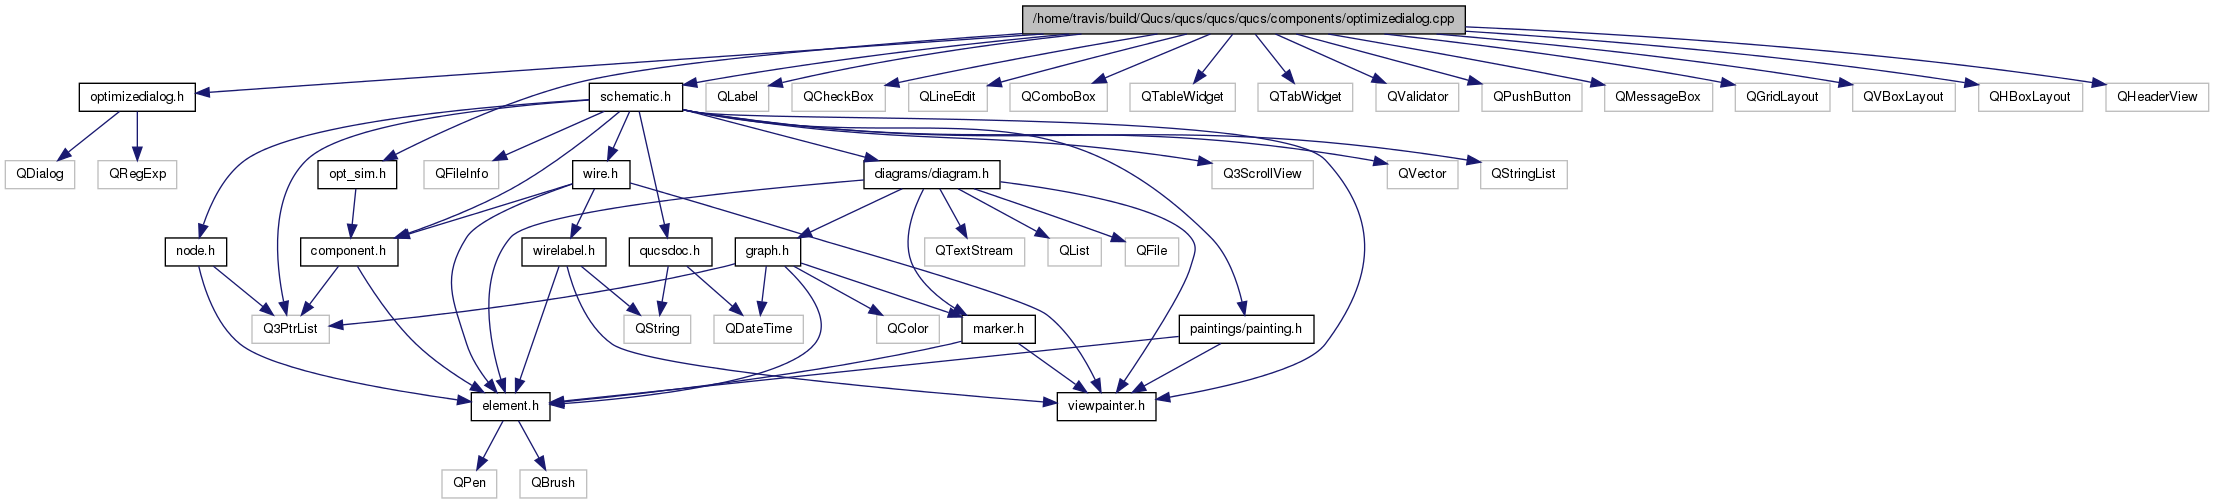 /home/travis/build/Qucs/qucs/qucs/qucs/components/optimizedialog.cpp
optimizedialog.h
schematic.h
QLabel
QCheckBox
QLineEdit
QComboBox
QTableWidget
QTabWidget
QValidator
QPushButton
QMessageBox
QGridLayout
QVBoxLayout
QHBoxLayout
QHeaderView
QDialog
QRegExp
opt_sim.h
QFileInfo
wire.h
diagrams/diagram.h
Q3ScrollView
QVector
QStringList
node.h
component.h
wirelabel.h
qucsdoc.h
graph.h
QTextStream
QList
QFile
Q3PtrList
QString
QDateTime
QColor
marker.h
paintings/painting.h
element.h
viewpainter.h
QPen
QBrush